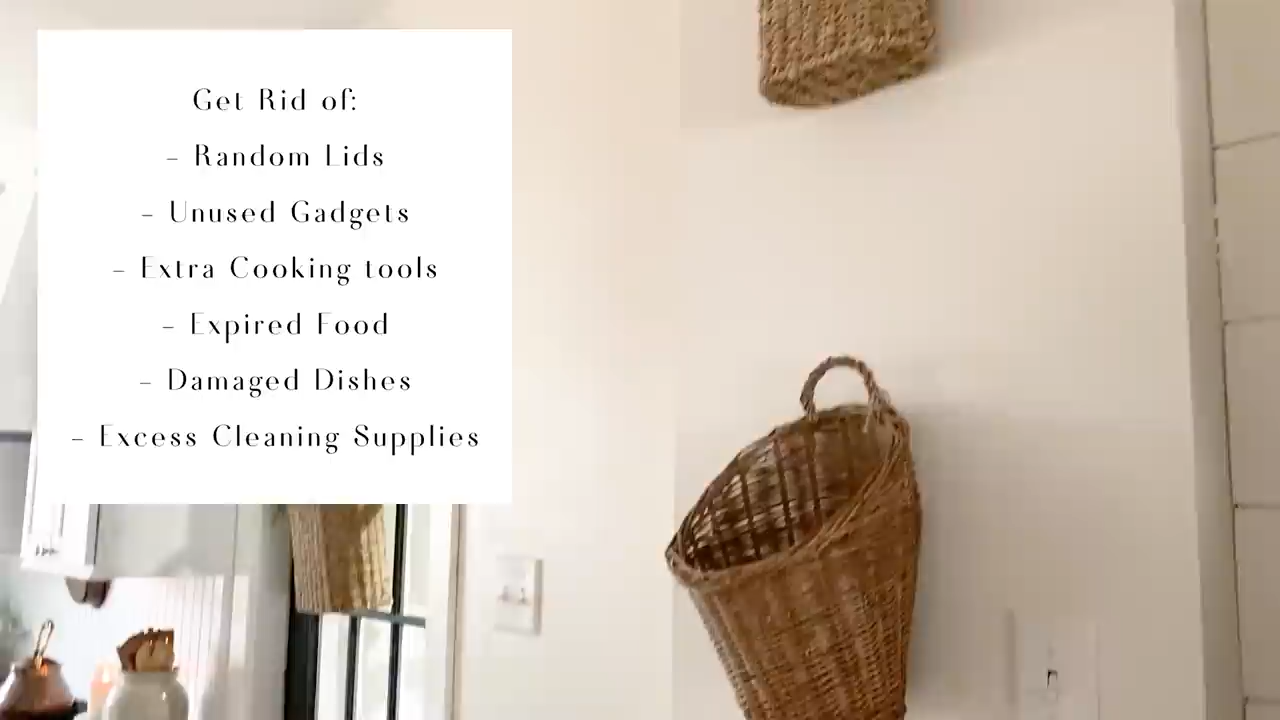 Get Rid of:
- Random Lids
- Unused Gadgets
- Extra Cooking tools
- Expired Food
- Damaged Dishes
- Excess Cleaning Supplies